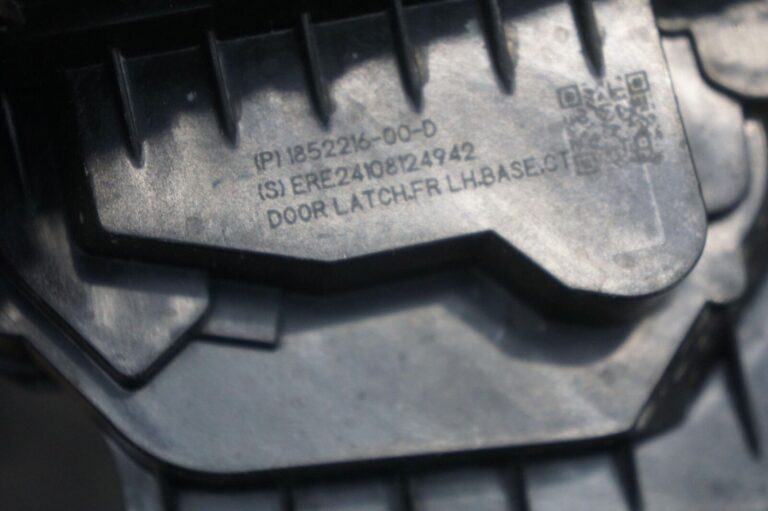 (P) 1852216-00-D
(S) ERE24108124942
DOOR LATCH,FR LH,BASE,CT